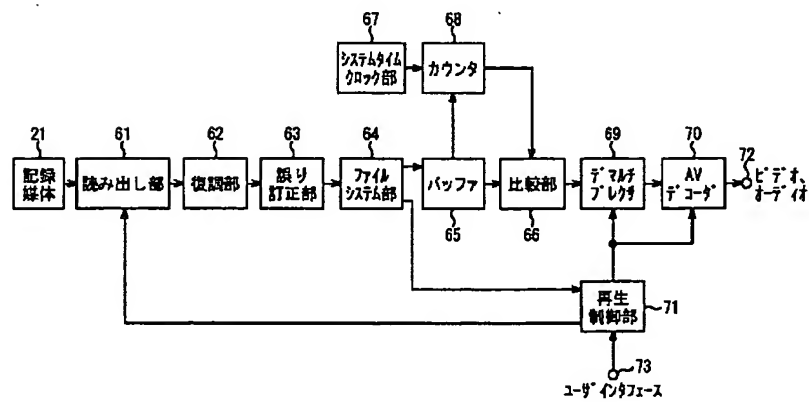 67
68
システムタイム
クロック部
カウンタ
21
61
62
63
64
69
70
72
記録
媒体
読み出し部
復調部
誤り
訂正部
ファイル
システム部
バッファ
比較部
デマルチ
プレクサ
AV
デコーダ
ビデオ、
オーディオ
65
66
再生
制御部
71
73
ユーザインタフェース